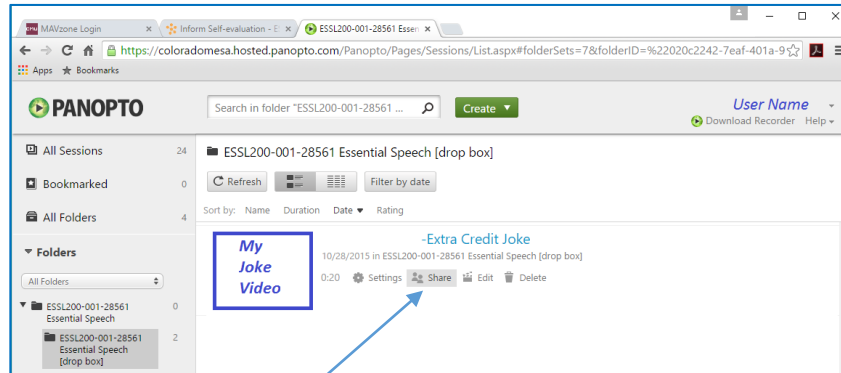 MAVzone Login
Inform Self-evaluation - E
ESSL200-001-28561 Essen
https://coloradomesa.hosted.panopto.com/Panopto/Pages/Sessions/List.aspx#folderSets=7&folderID=%22020c2242-7eaf-401a-9
Apps Bookmarks
PANOPTO
Search in folder "ESSL200-001-28561 ...
Create
User Name
Download Recorder Help
All Sessions 24
Bookmarked 0
All Folders 4
Folders
All Folders
ESSL200-001-28561 0
Essential Speech
ESSL200-001-28561 2
Essential Speech
[drop box]
ESSL200-001-28561 Essential Speech [drop box]
Refresh Filter by date
Sort by: Name Duration Date Rating
My
Joke
Video
-Extra Credit Joke
10/28/2015 in ESSL200-001-28561 Essential Speech [drop box]
0:20 Settings Share Edit Delete